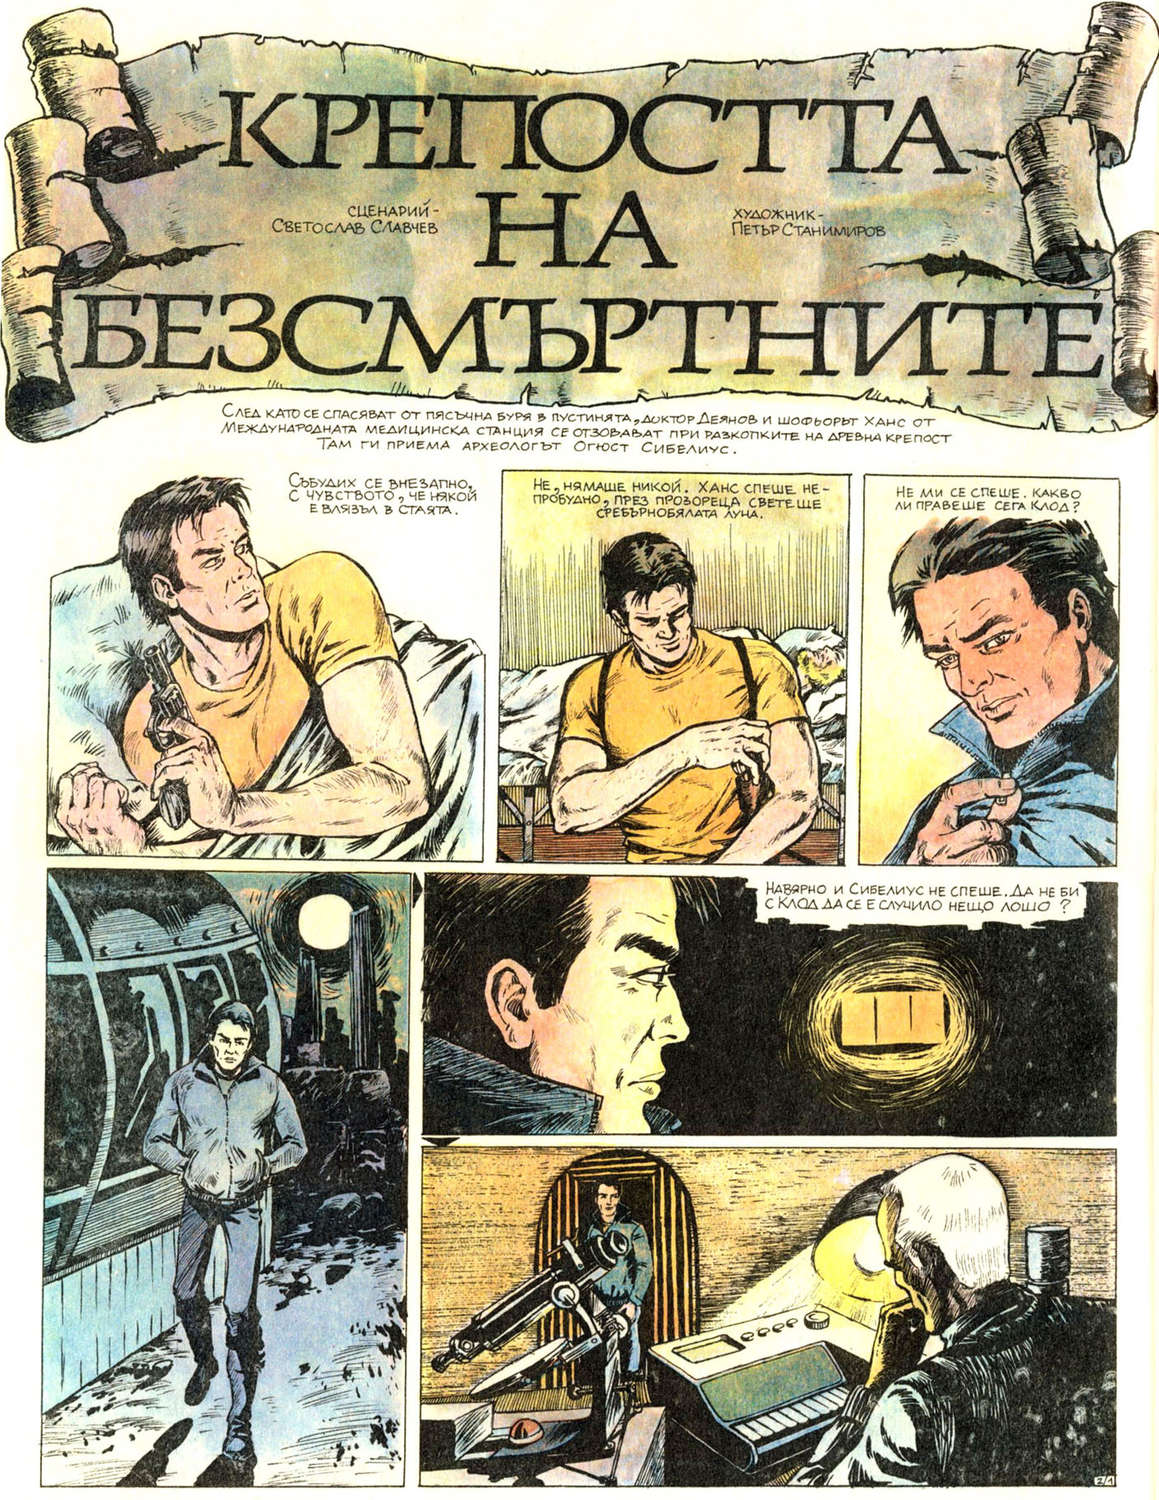 КРЕПОСТТА
НА
БЕЗСМЪРТНИТЕ
СЦЕНАРИЙ-
СВЕТОСЛАВ СЛАВЧЕВ
ХУДОЖНИК-
ПЕТЪР СТАНИМИРОВ
СЛЕД КАТО СЕ СПАСЯВАТ ОТ ПЯСЪЧНА БУРЯ В ПУСТИНЯТА, ДОКТОР ДЕЯНОВ И ШОФЬОРЪТ ХАНС ОТ
МЕЖДУНАРОДНАТА МЕДИЦИНСКА СТАНЦИЯ СЕ ОТЗОВАВАТ ПРИ РАЗКОПКИТЕ НА ДРЕВНА КРЕПОСТ
ТАМ ГИ ПРИЕМА АРХЕОЛОГЪТ ОГЮСТ СИБЕЛИУС.
СЪБУДИХ СЕ ВНЕЗАПНО,
С ЧУВСТВОТО, ЧЕ НЯКОЙ
Е ВЛЯЗЪЛ В СТАЯТА.
НЕ, НЯМАШЕ НИКОЙ. ХАНС СПЕШЕ НЕ-
ПРОБУДНО, ПРЕЗ ПРОЗОРЕЦА СВЕТЕШЕ
СРЕБЪРНОБЯЛАТА ЛУНА.
НЕ МИ СЕ СПЕШЕ. КАКВО
ЛИ ПРАВЕШЕ СЕГА КЛОД?
НАВЯРНО И СИБЕЛИУС НЕ СПЕШЕ. ДА НЕ БИ
С КЛОД ДА СЕ Е СЛУЧИЛО НЕЩО ЛОШО?
2/1